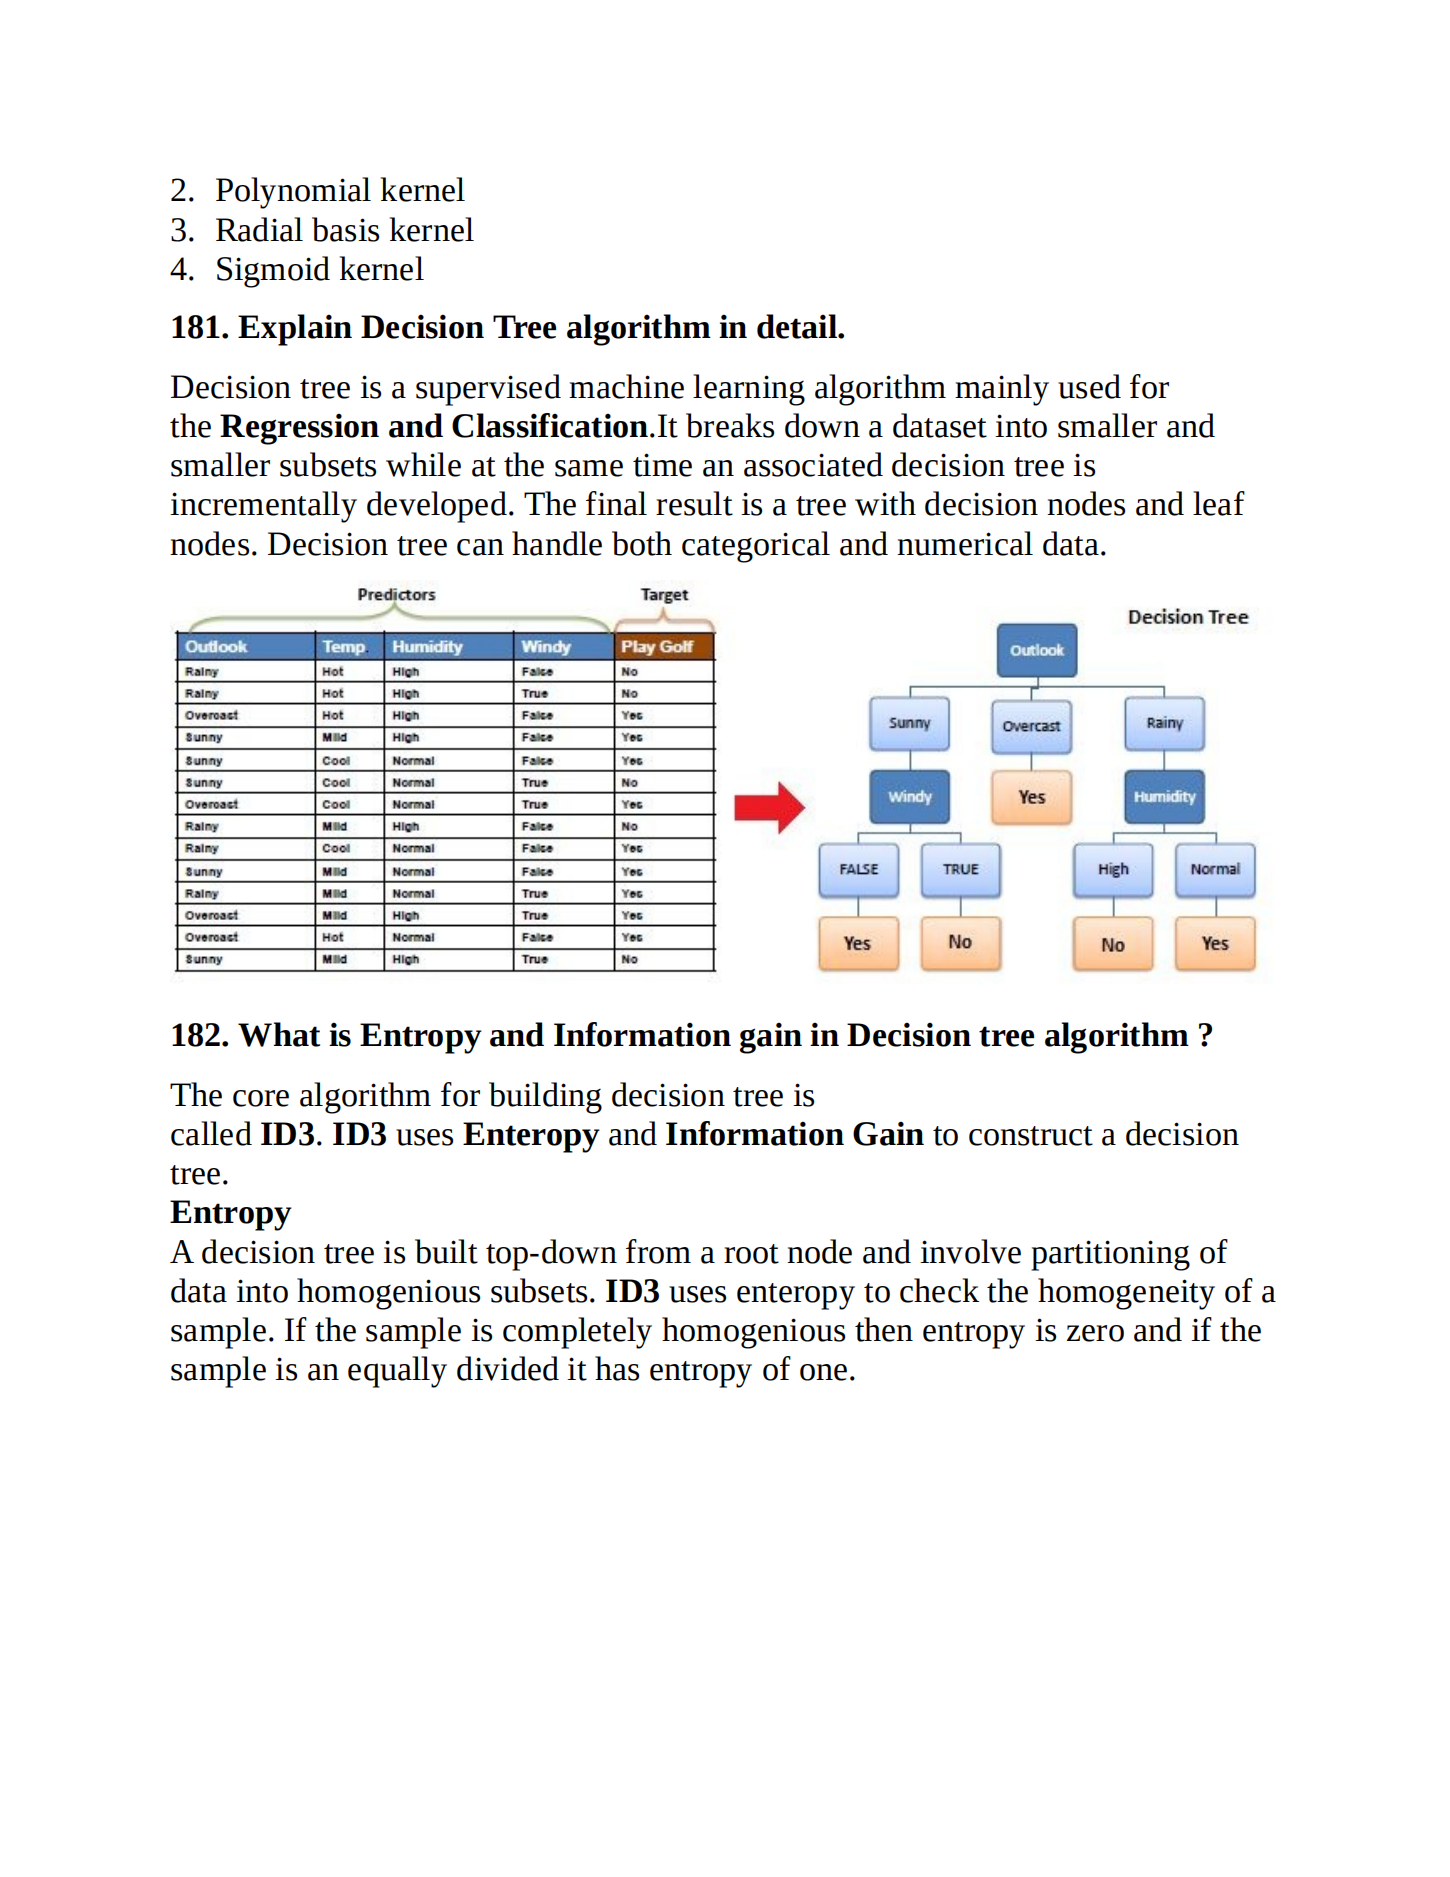 2. Polynomial kernel
3. Radial basis kernel
4. Sigmoid kernel
181. Explain Decision Tree algorithm in detail.
Decision tree is a supervised machine learning algorithm mainly used for
the Regression and Classification.It breaks down a dataset into smaller and
smaller subsets while at the same time an associated decision tree is
incrementally developed. The final result is a tree with decision nodes and leaf
nodes. Decision tree can handle both categorical and numerical data.
Predictors Target
Outlook Temp. Humidity Windy Play Golf
Rainy Hot High False No
Rainy Hot High True No
Overcast Hot High False Yes
Sunny Mild High False Yes
Sunny Cool Normal False Yes
Sunny Cool Normal True No
Overcast Cool Normal True Yes
Rainy Mild High False No
Rainy Cool Normal False Yes
Sunny Mild Normal False Yes
Rainy Mild Normal True Yes
Overcast Mild High True Yes
Overcast Hot Normal False Yes
Sunny Mild High True No
Decision Tree
Outlook
Sunny Overcast Rainy
Windy Yes Humidity
FALSE TRUE High Normal
Yes No No Yes
182. What is Entropy and Information gain in Decision tree algorithm ?
The core algorithm for building decision tree is
called ID3. ID3 uses Enteropy and Information Gain to construct a decision
tree.
Entropy
A decision tree is built top-down from a root node and involve partitioning of
data into homogenious subsets. ID3 uses enteropy to check the homogeneity of a
sample. If the sample is completely homogenious then entropy is zero and if the
sample is an equally divided it has entropy of one.